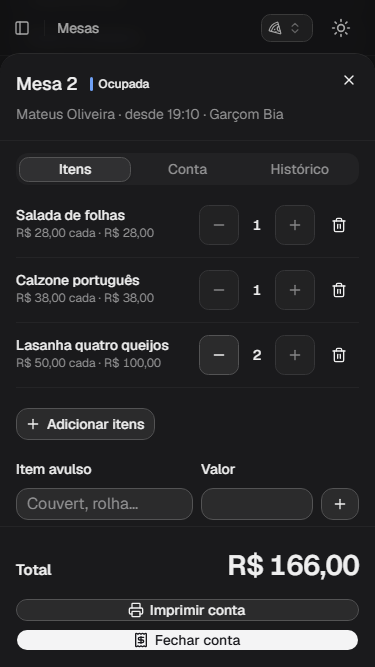 Mesas
Mesa 2
Ocupada
Mateus Oliveira · desde 19:10 · Garçom Bia
Itens
Conta
Histórico
Salada de folhas
R$ 28,00 cada · R$ 28,00
1
Calzone português
R$ 38,00 cada · R$ 38,00
1
Lasanha quatro queijos
R$ 50,00 cada · R$ 100,00
2
Adicionar itens
Item avulso
Valor
Couvert, rolha...
Total
R$ 166,00
Imprimir conta
Fechar conta